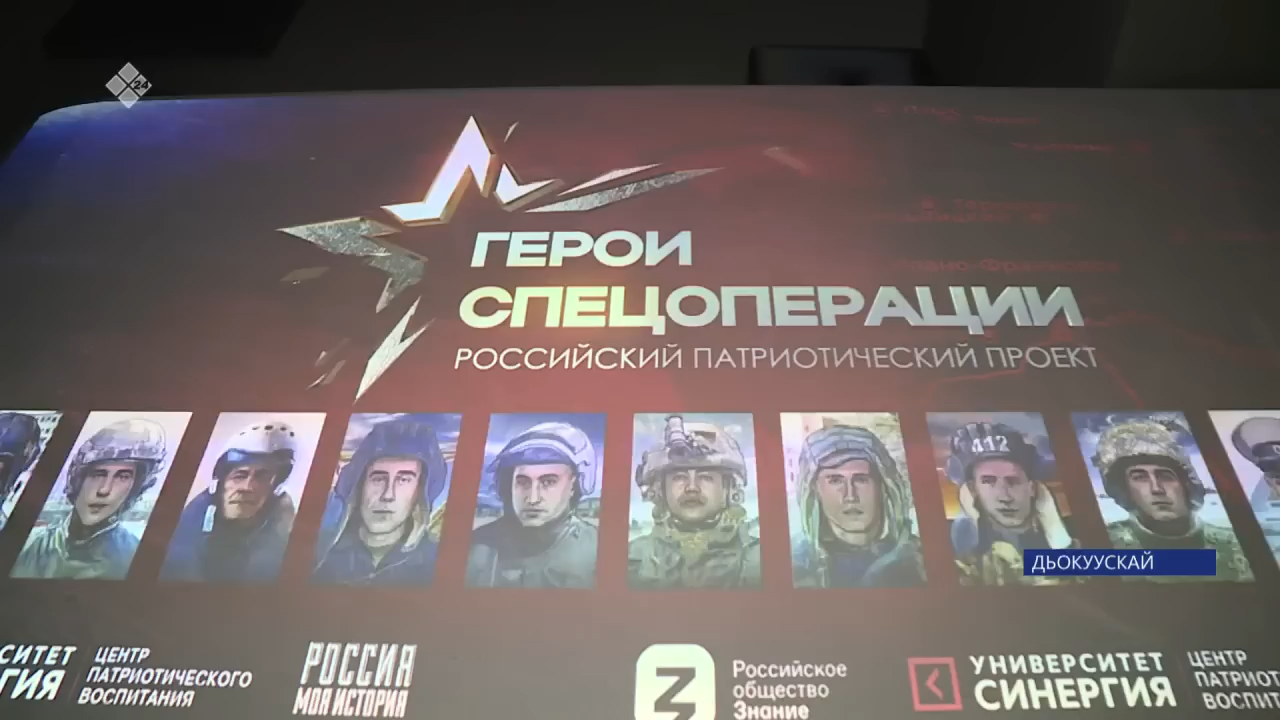 24
ГЕРОИ
СПЕЦОПЕРАЦИИ
РОССИЙСКИЙ ПАТРИОТИЧЕСКИЙ ПРОЕКТ
412
ДЬОКУУСКАЙ
СИТЕТ
ГИЯ
ЦЕНТР
ПАТРИОТИЧЕСКОГО
ВОСПИТАНИЯ
РОССИЯ
МОЯ ИСТОРИЯ
Z
Российское
общество
Знание
УНИВЕРСИТЕТ
СИНЕРГИЯ
ЦЕНТР
ПАТРИОТ
ВОСПИТ